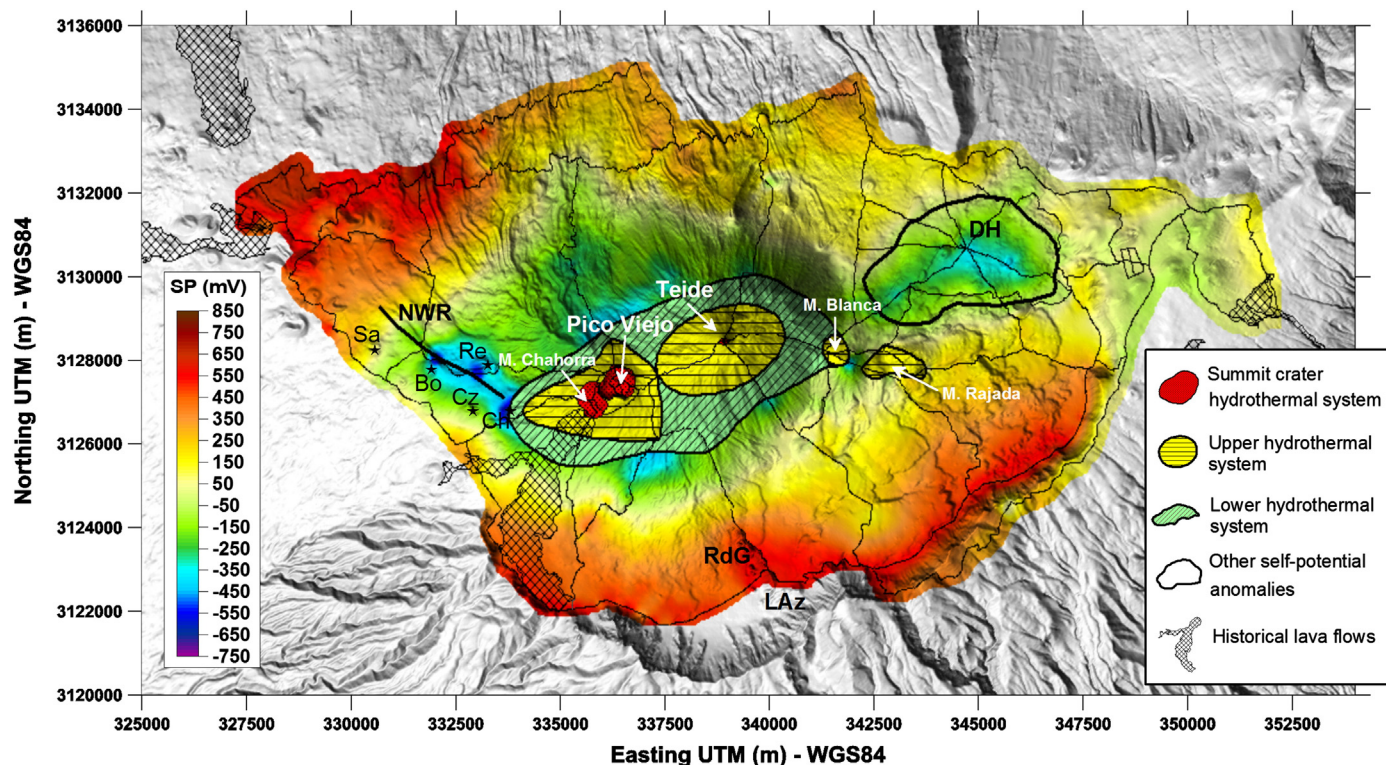 3136000
3134000
3132000
3130000
3128000
3126000
3124000
3122000
3120000
Northing UTM (m) - WGS84
SP (mV)
850
750
650
550
450
350
250
150
50
-50
-150
-250
-350
-450
-550
-650
-750
NWR
Sa
Re
Bo
Cz
Ch
Teide
Pico Viejo
M. Chahorra
M. Blanca
M. Rajada
DH
RdG
LAz
Summit crater
hydrothermal system
Upper hydrothermal
system
Lower hydrothermal
system
Other self-potential
anomalies
Historical lava flows
325000 327500 330000 332500 335000 337500 340000 342500 345000 347500 350000 352500
Easting UTM (m) - WGS84